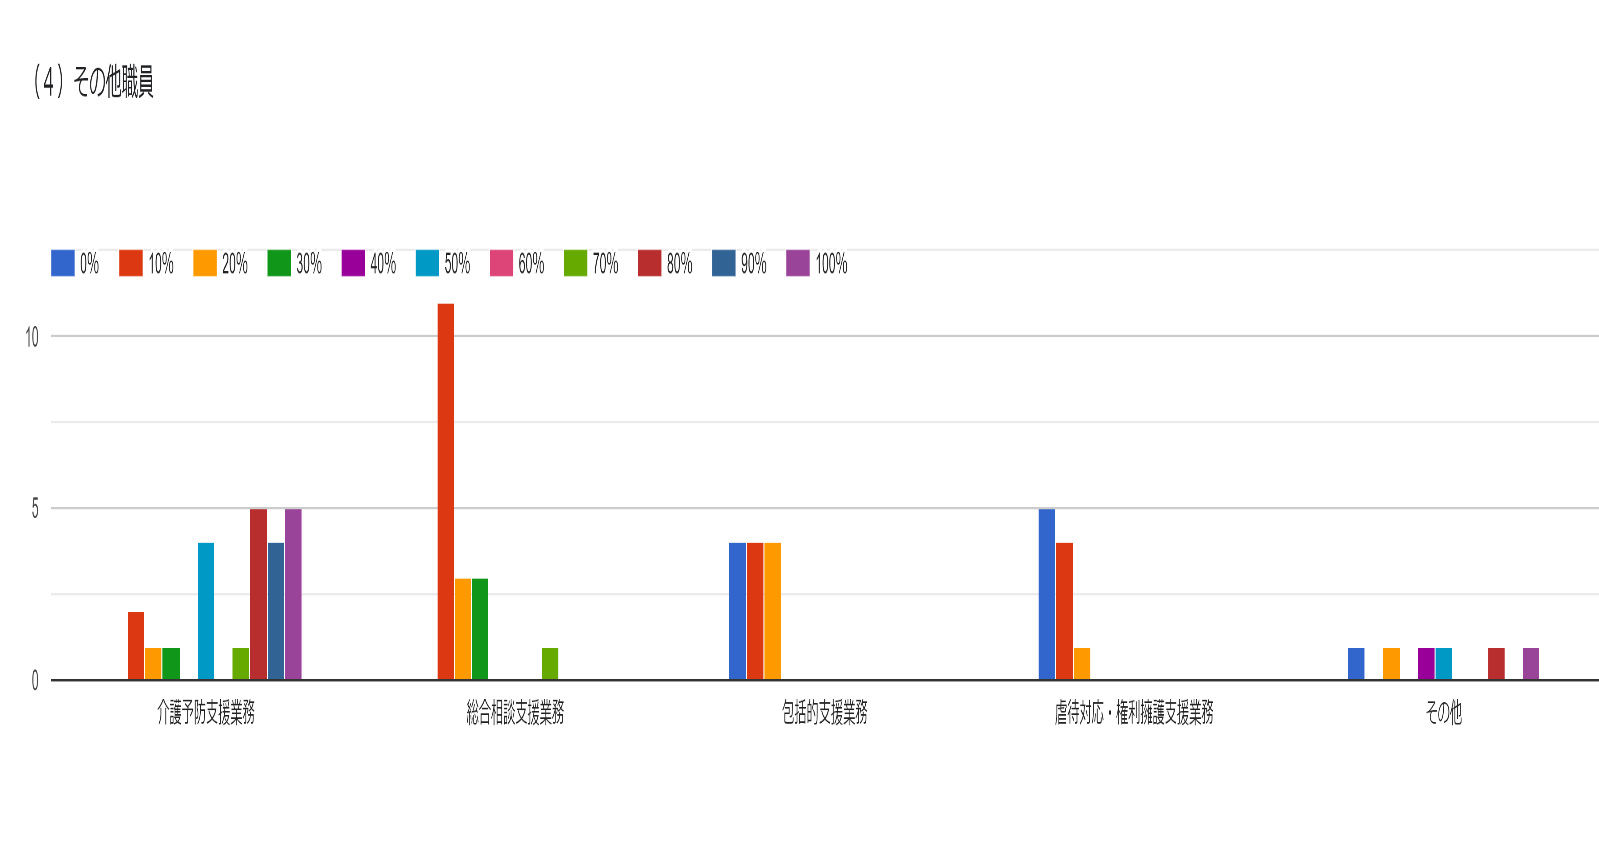 （4）その他職員
0% 10% 20% 30% 40% 50% 60% 70% 80% 90% 100%
10
5
0
介護予防支援業務 総合相談支援業務 包括的支援業務 虐待対応・権利擁護支援業務 その他